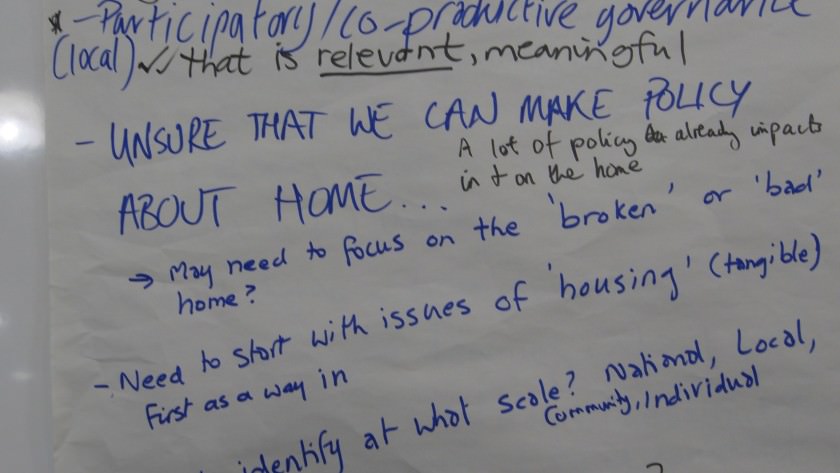 * - Participatory/co-productive governance
(local) ✓✓ that is relevant, meaningful
- UNSURE THAT WE CAN MAKE POLICY
A lot of policy already impacts
in + on the home
ABOUT HOME...
→ May need to focus on the 'broken' or 'bad'
home?
- Need to start with issues of 'housing' (tangible)
first as a way in
identify at what scale? National, Local,
Community, Individual
?